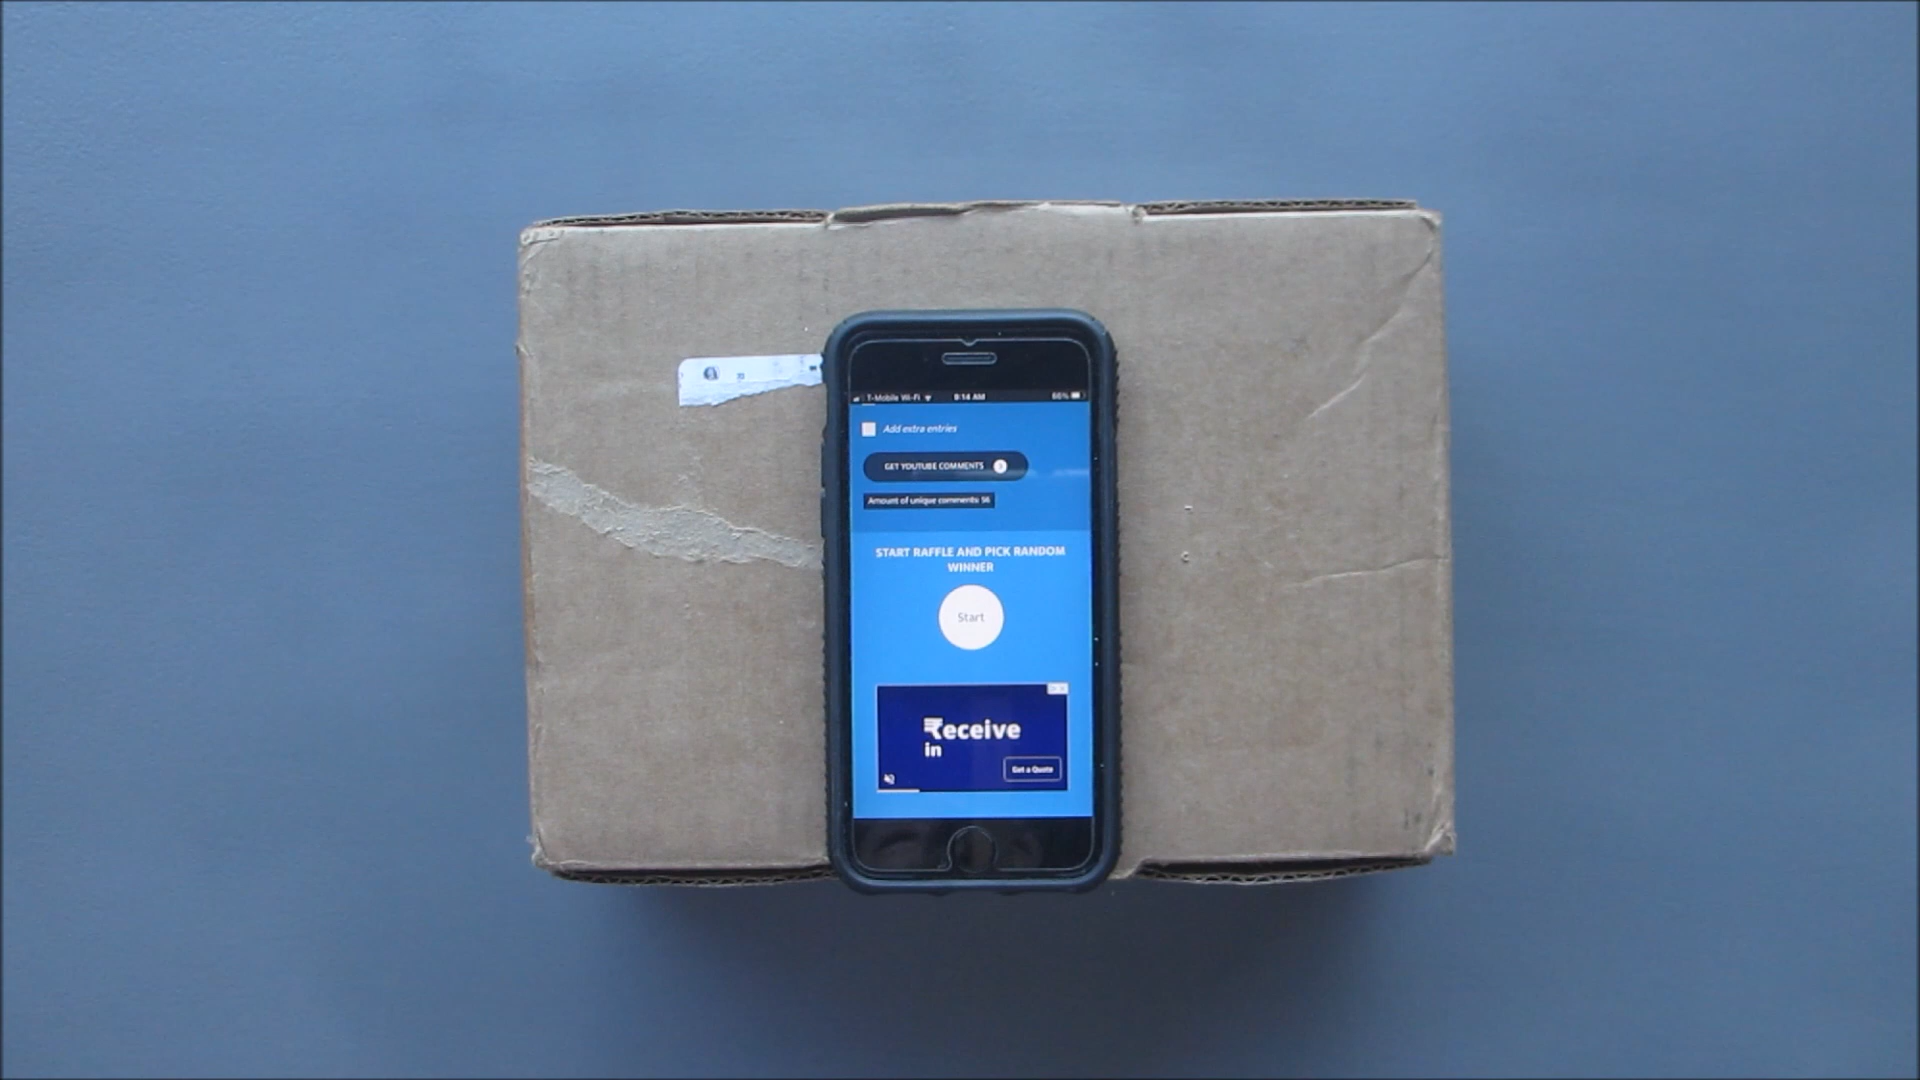 T-Mobile Wi-Fi 8:14 AM 66%
Add extra entries
GET YOUTUBE COMMENTS
Amount of unique comments: 56
START RAFFLE AND PICK RANDOM
WINNER
Start
₹eceive
in
Get a Quote